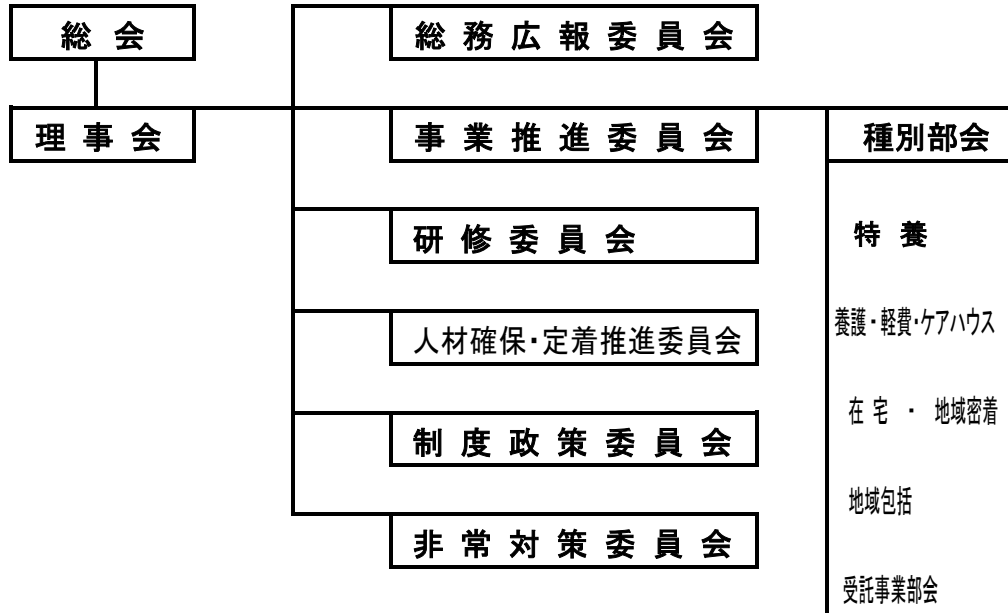 総会
理事会
総務広報委員会
事業推進委員会
研修委員会
人材確保・定着推進委員会
制度政策委員会
非常対策委員会
種別部会
特養
養護・軽費・ケアハウス
在宅・地域密着
地域包括
受託事業部会